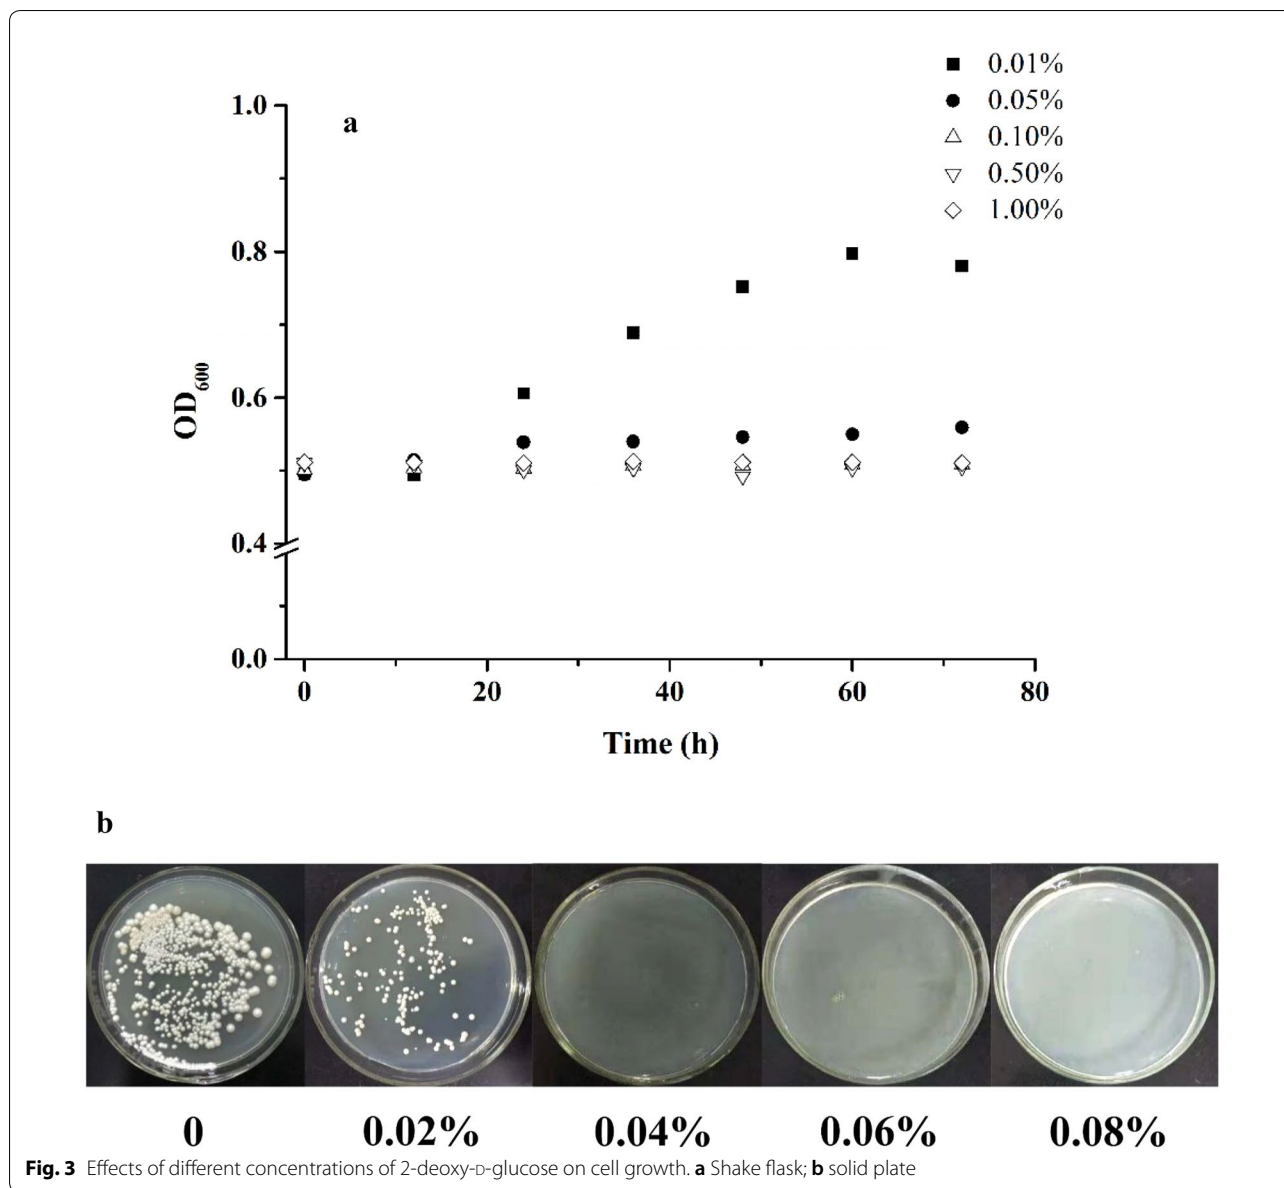 0.01%
0.05%
0.10%
0.50%
1.00%
a
1.0
0.8
0.6
0.4
0.0
OD600
0 20 40 60 80
Time (h)
b
0 0.02% 0.04% 0.06% 0.08%
Fig. 3 Effects of different concentrations of 2-deoxy-D-glucose on cell growth. a Shake flask; b solid plate